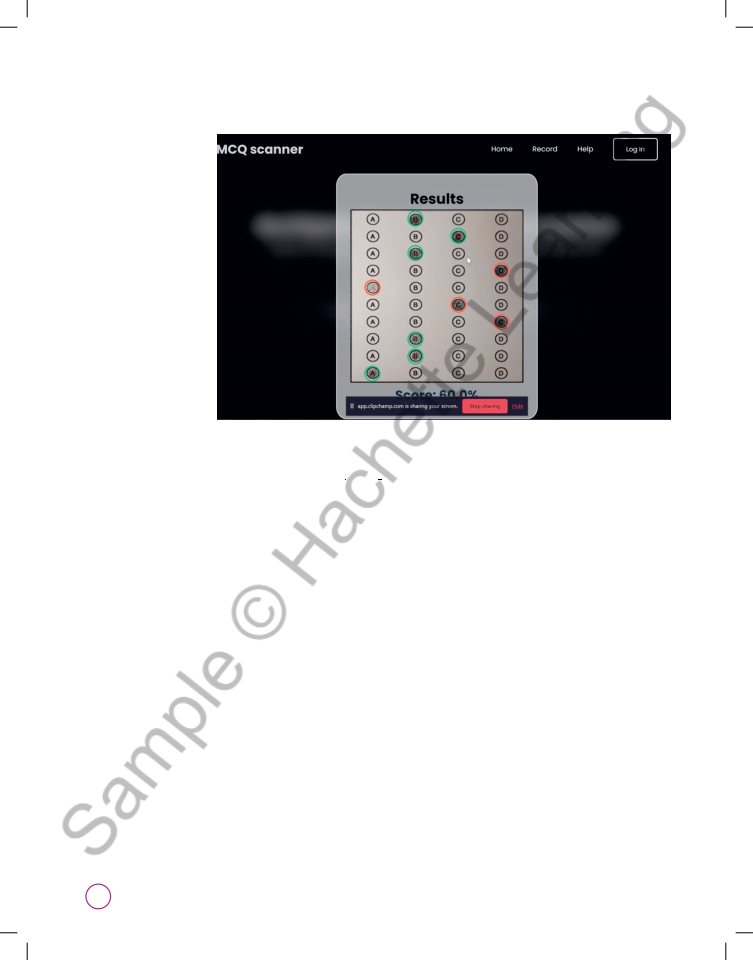 MCQ scanner Home Record Help Log In
Results
A B C D
A B C D
A B C D
A B C D
A B C D
A B C D
A B C D
A B C D
A B C D
A B C D
Score: 60.0%
app.clipchamp.com is sharing your screen. Stop sharing Hide
Sample © Hachette Learning